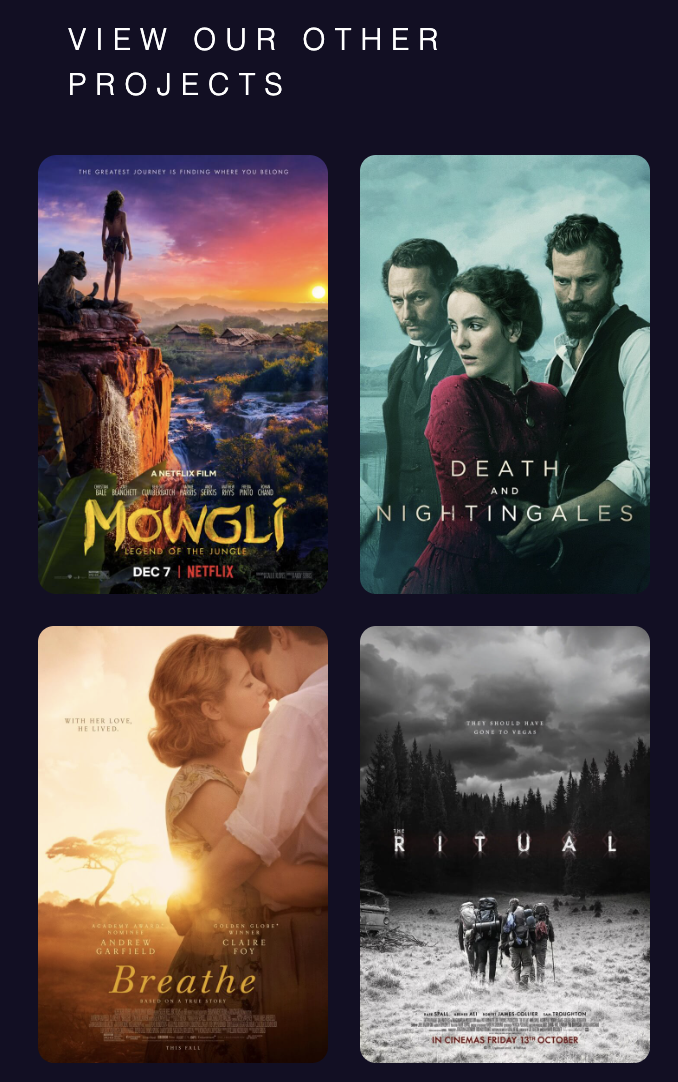 VIEW OUR OTHER
PROJECTS
THE GREATEST JOURNEY IS FINDING WHERE YOU BELONG
A NETFLIX FILM
CHRISTIAN BALE CATE BLANCHETT BENEDICT CUMBERBATCH NAOMIE HARRIS ANDY SERKIS MATTHEW RHYS FREIDA PINTO ROHAN CHAND
MOWGLI
LEGEND OF THE JUNGLE
DEC 7 | NETFLIX
DEATH
AND
NIGHTINGALES
WITH HER LOVE,
HE LIVED.
ACADEMY AWARD®
NOMINEE
ANDREW
GARFIELD
GOLDEN GLOBE®
WINNER
CLAIRE
FOY
Breathe
BASED ON A TRUE STORY
THIS FALL
THEY SHOULD HAVE
GONE TO VEGAS
THE
RITUAL
RAFE SPALL ARSHER ALI ROBERT JAMES-COLLIER SAM TROUGHTON
IN CINEMAS FRIDAY 13TH OCTOBER